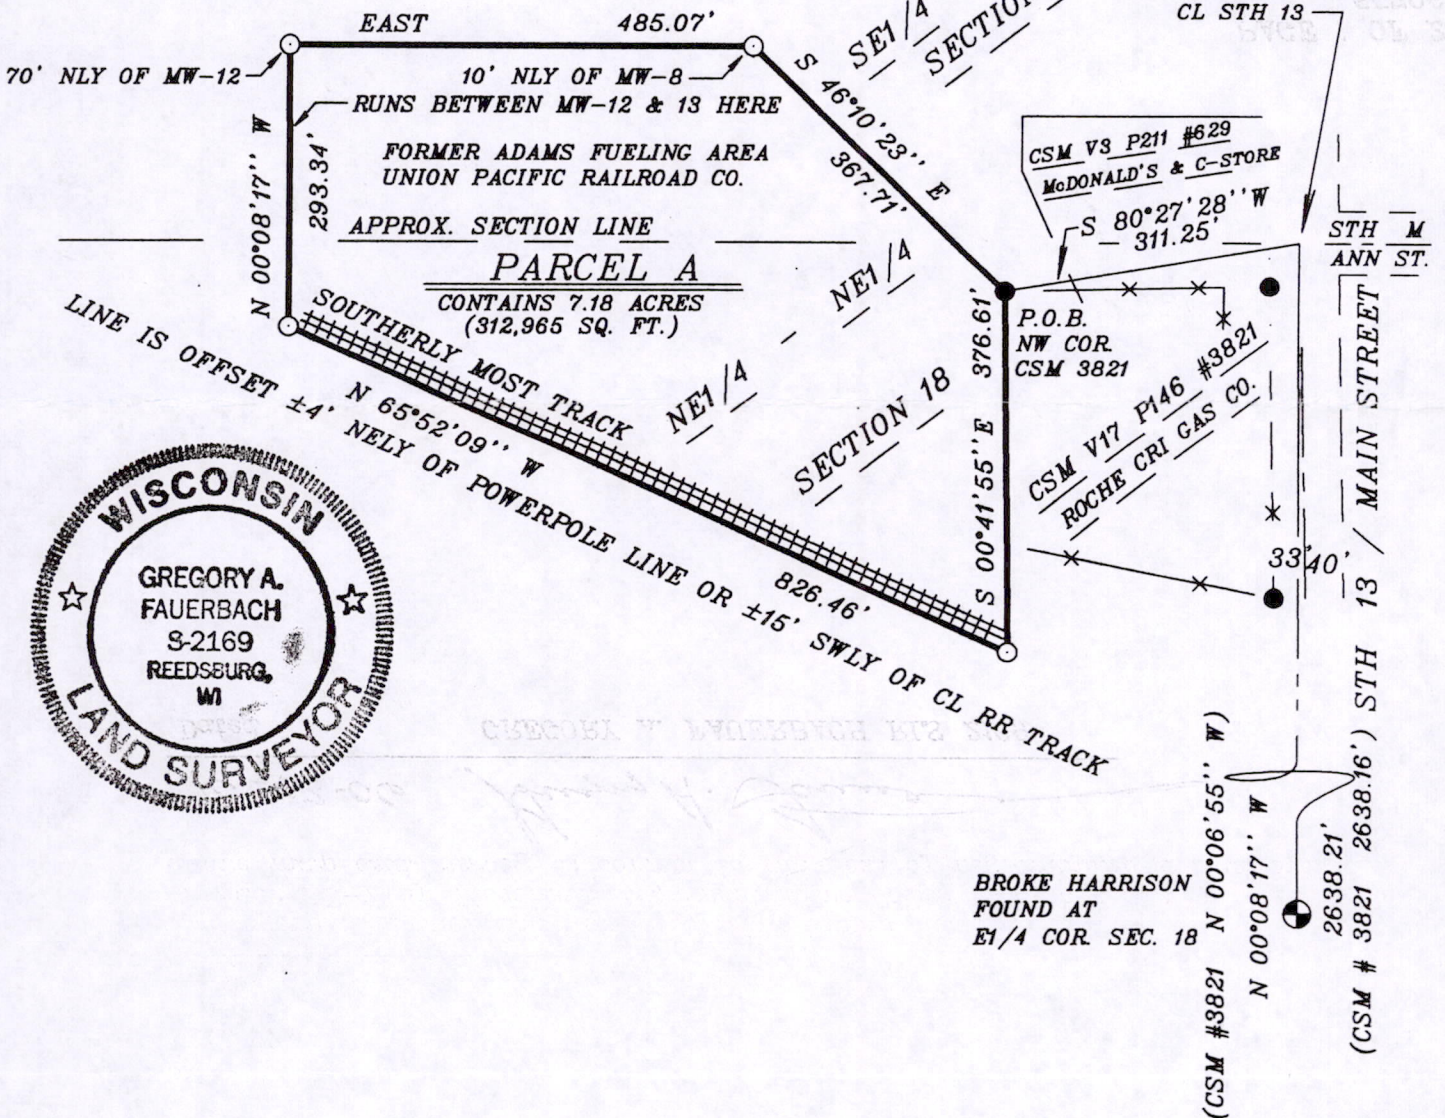 EAST 485.07'
70' NLY OF MW-12
10' NLY OF MW-8
RUNS BETWEEN MW-12 & 13 HERE
FORMER ADAMS FUELING AREA
UNION PACIFIC RAILROAD CO.
N 00°08'17'' W
293.34'
APPROX. SECTION LINE
PARCEL A
CONTAINS 7.18 ACRES
(312,965 SQ. FT.)
S 46°10'23'' E
367.71'
SE1/4
SECTION
CL STH 13
CSM V3 P211 #629
McDONALD'S & C-STORE
S 80°27'28''W
311.25'
STH M
ANN ST.
NE1/4
NE1/4
SECTION 18
P.O.B.
NW COR.
CSM 3821
S 00°41'55''E 376.61'
CSM V17 P146 #3821
ROCHE CRI GAS CO.
33'
40'
STH 13 / MAIN STREET
SOUTHERLY MOST TRACK
N 65°52'09'' W
826.46'
LINE IS OFFSET ±4' NELY OF POWERPOLE LINE OR ±15' SWLY OF CL RR TRACK
WISCONSIN
GREGORY A.
FAUERBACH
S-2169
REEDSBURG,
WI
LAND SURVEYOR
BROKE HARRISON
FOUND AT
E1/4 COR. SEC. 18
(CSM #3821 N 00°06'55'' W)
N 00°08'17'' W
2638.21'
(CSM # 3821 2638.16')